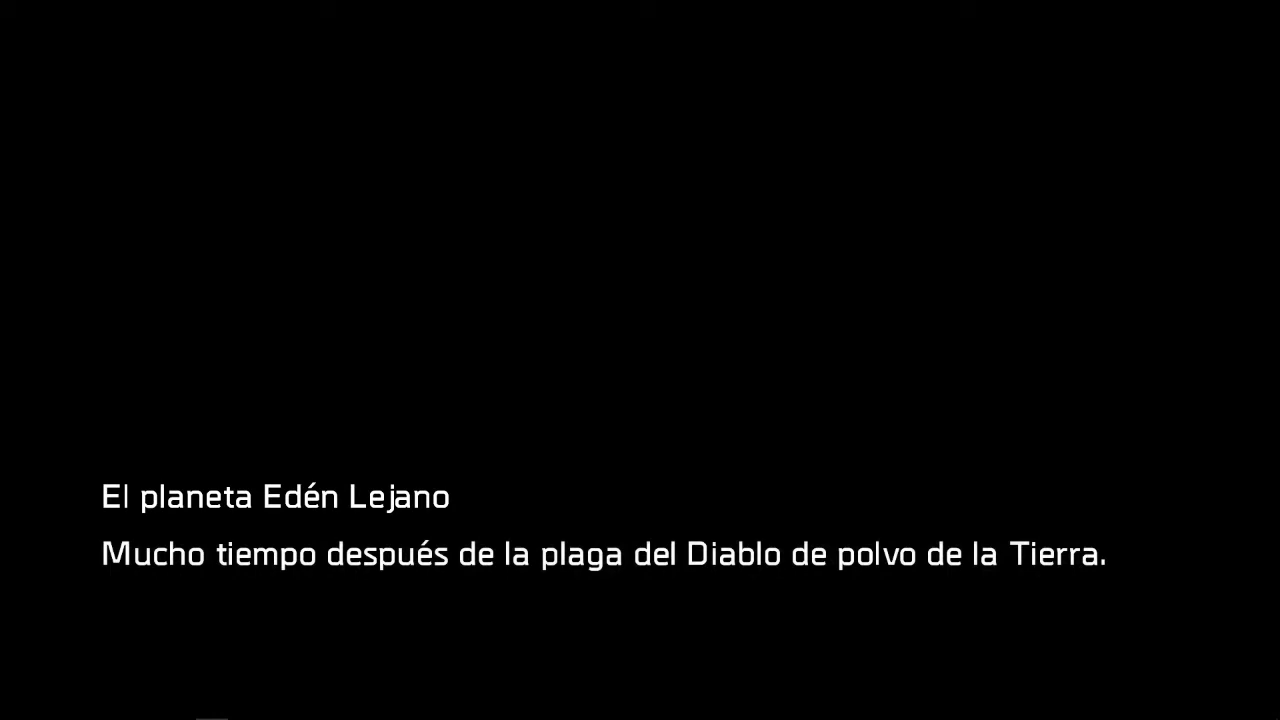 El planeta Edén Lejano
Mucho tiempo después de la plaga del Diablo de polvo de la Tierra.